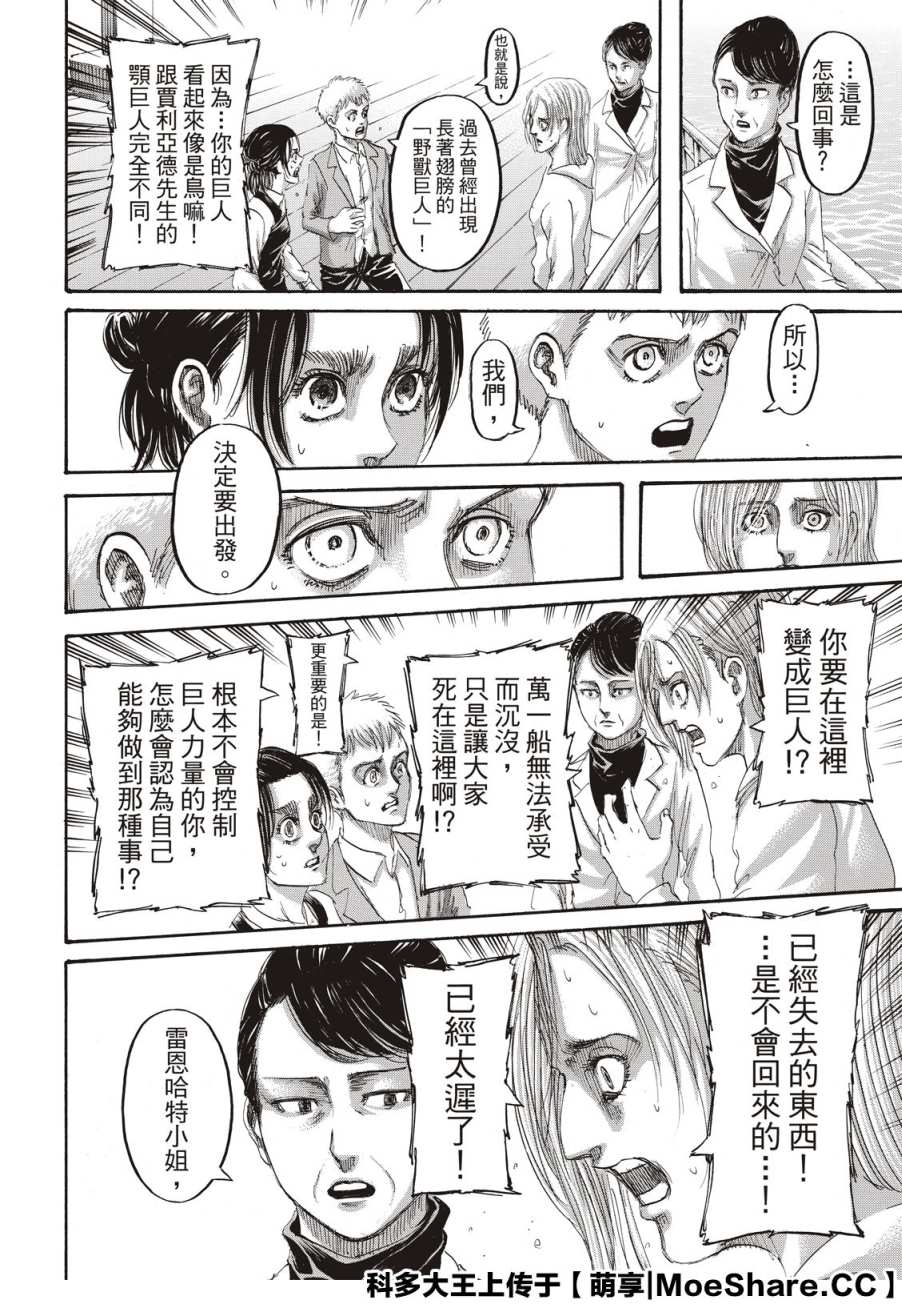 …這是
怎麼回事?
也就是說,
過去曾經出現
長著翅膀的
「野獸巨人」!
因為…你的巨人
看起來像是鳥嘛!
跟賈利亞德先生的
顎巨人完全不同!
所以…
我們,
決定要出發。
你要在這裡
變成巨人!?
萬一船無法承受
而沉沒,
只是讓大家
死在這裡啊!?
更重要的是!
根本不會控制
巨人力量的你,
怎麼會認為自己
能夠做到那種事!?
已經失去的東西!
…是不會回來的…!
已經太遲了!
雷恩哈特小姐,
科多大王上传于【萌享|MoeShare.CC】